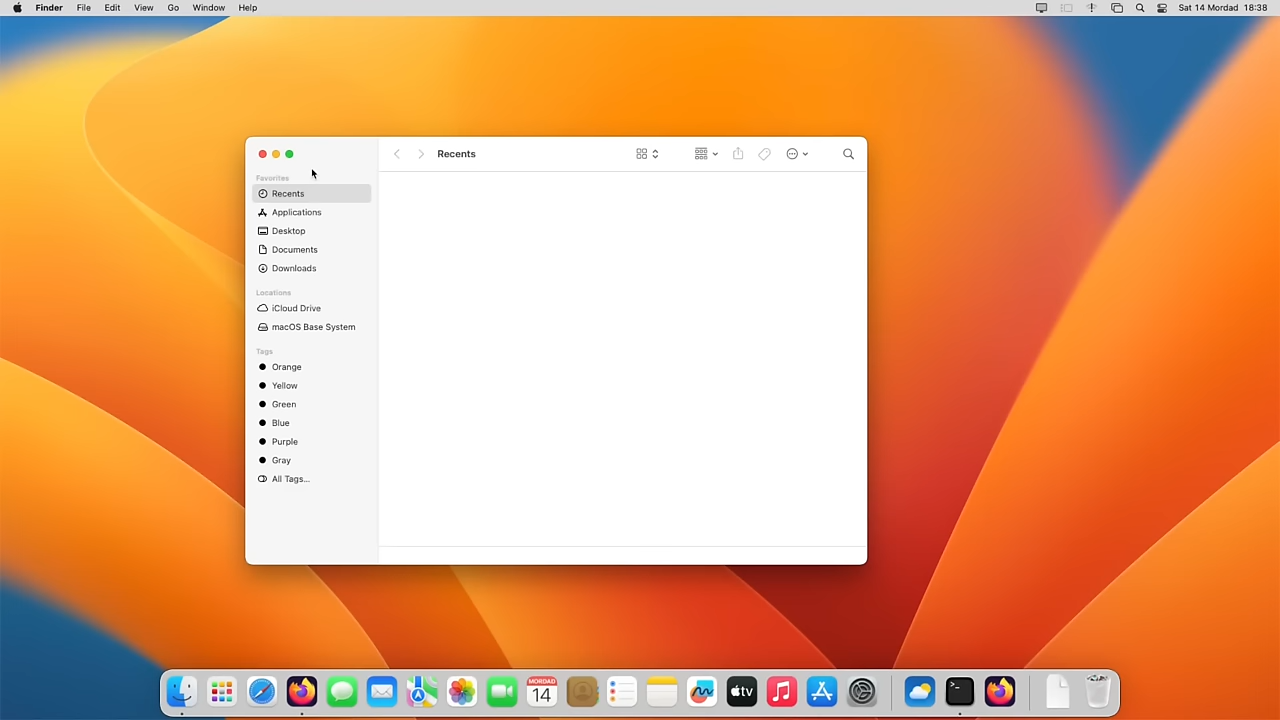 Finder File Edit View Go Window Help Sat 14 Mordad 18:38
Recents
Favorites
Recents
Applications
Desktop
Documents
Downloads
Locations
iCloud Drive
macOS Base System
Tags
Orange
Yellow
Green
Blue
Purple
Gray
All Tags...
MORDAD
14
tv